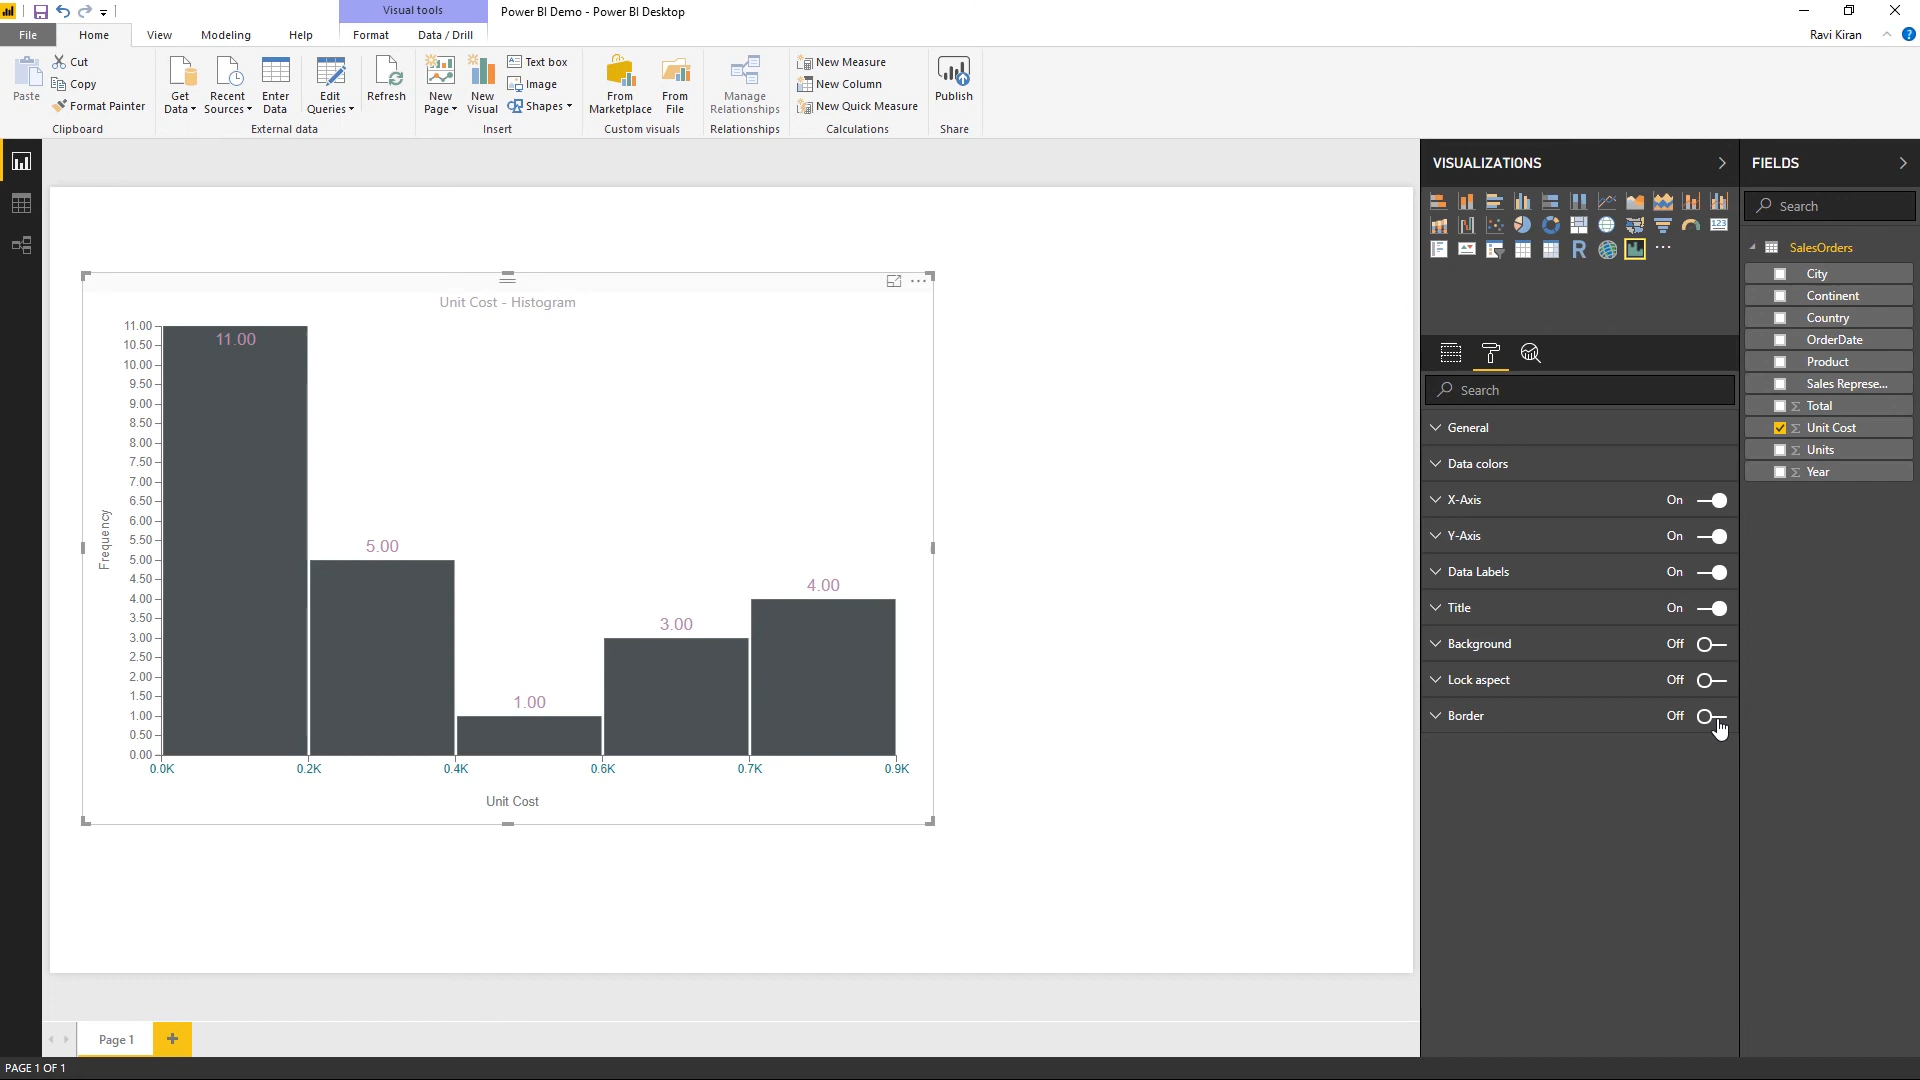 Visual tools
Power BI Demo - Power BI Desktop
File
Home
View
Modeling
Help
Format
Data / Drill
Ravi Kiran
?
Paste
Cut
Copy
Format Painter
Clipboard
Get Data
Recent Sources
Enter Data
Edit Queries
External data
Refresh
New Page
New Visual
Text box
Image
Shapes
Insert
From Marketplace
From File
Custom visuals
Manage Relationships
Relationships
New Measure
New Column
New Quick Measure
Calculations
Publish
Share
Unit Cost - Histogram
Frequency
11.00
10.50
10.00
9.50
9.00
8.50
8.00
7.50
7.00
6.50
6.00
5.50
5.00
4.50
4.00
3.50
3.00
2.50
2.00
1.50
1.00
0.50
0.00
11.00
5.00
1.00
3.00
4.00
0.0K
0.2K
0.4K
0.6K
0.7K
0.9K
Unit Cost
VISUALIZATIONS
123
R
Search
General
Data colors
X-Axis On
Y-Axis On
Data Labels On
Title On
Background Off
Lock aspect Off
Border Off
FIELDS
Search
SalesOrders
City
Continent
Country
OrderDate
Product
Sales Represe...
Σ Total
Σ Unit Cost
Σ Units
Σ Year
Page 1
+
PAGE 1 OF 1